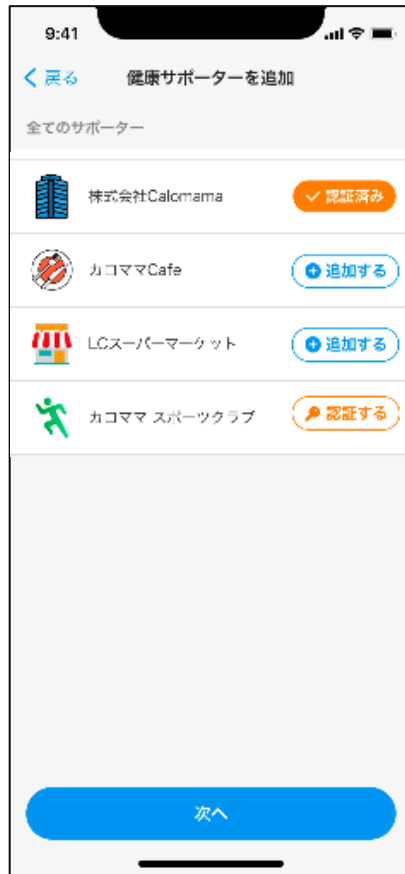 9:41
戻る 健康サポーターを追加
全てのサポーター
株式会社Calomama 認証済み
カロママCafe 追加する
LCスーパーマーケット 追加する
カロママ スポーツクラブ 認証する
次へ